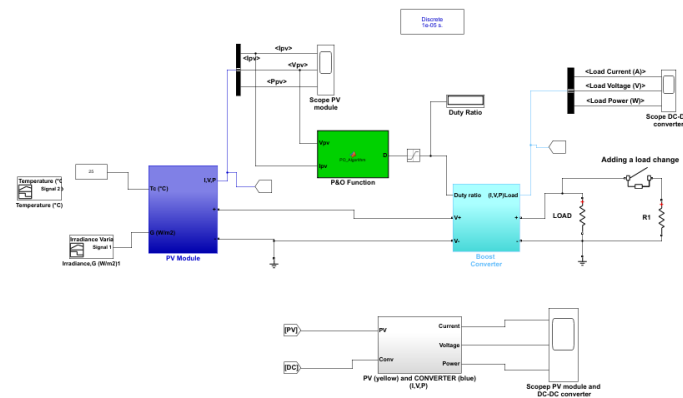 Discrete
1e-05 s.
<Ipv>
<Ipv>
<Vpv>
<Ppv>
Scope PV
module
Duty Ratio
<Load Current (A)>
<Load Voltage (V)>
<Load Power (W)>
Scope DC-D
converter
Vpv
Ipv
D
P&O Function
Adding a load change
Temperature (°C
Signal 2
Temperature (°C)
25
Tc (°C)
I,V,P
+
G (W/m2)
-
PV Module
Irradiance Varia
Signal 1
Irradiance,G (W/m2)1
Duty ratio
(I,V,P)Load
V+
+
V-
-
Boost
Converter
LOAD
R1
[PV]
[DC]
PV
Conv
Current
Voltage
Power
PV (yellow) and CONVERTER (blue)
(I,V,P)
Scopep PV module and
DC-DC converter